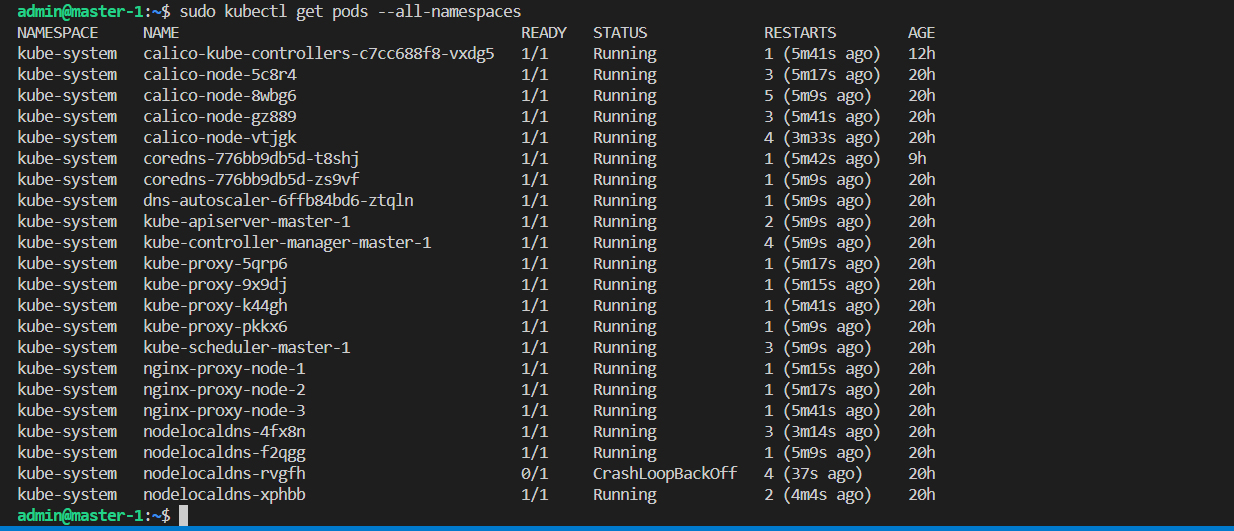 admin@master-1:~$ sudo kubectl get pods --all-namespaces
NAMESPACE NAME READY STATUS RESTARTS AGE
kube-system calico-kube-controllers-c7cc688f8-vxdg5 1/1 Running 1 (5m41s ago) 12h
kube-system calico-node-5c8r4 1/1 Running 3 (5m17s ago) 20h
kube-system calico-node-8wbg6 1/1 Running 5 (5m9s ago) 20h
kube-system calico-node-gz889 1/1 Running 3 (5m41s ago) 20h
kube-system calico-node-vtjgk 1/1 Running 4 (3m33s ago) 20h
kube-system coredns-776bb9db5d-t8shj 1/1 Running 1 (5m42s ago) 9h
kube-system coredns-776bb9db5d-zs9vf 1/1 Running 1 (5m9s ago) 20h
kube-system dns-autoscaler-6ffb84bd6-ztqln 1/1 Running 1 (5m9s ago) 20h
kube-system kube-apiserver-master-1 1/1 Running 2 (5m9s ago) 20h
kube-system kube-controller-manager-master-1 1/1 Running 4 (5m9s ago) 20h
kube-system kube-proxy-5qrp6 1/1 Running 1 (5m17s ago) 20h
kube-system kube-proxy-9x9dj 1/1 Running 1 (5m15s ago) 20h
kube-system kube-proxy-k44gh 1/1 Running 1 (5m41s ago) 20h
kube-system kube-proxy-pkkx6 1/1 Running 1 (5m9s ago) 20h
kube-system kube-scheduler-master-1 1/1 Running 3 (5m9s ago) 20h
kube-system nginx-proxy-node-1 1/1 Running 1 (5m15s ago) 20h
kube-system nginx-proxy-node-2 1/1 Running 1 (5m17s ago) 20h
kube-system nginx-proxy-node-3 1/1 Running 1 (5m41s ago) 20h
kube-system nodelocaldns-4fx8n 1/1 Running 3 (3m14s ago) 20h
kube-system nodelocaldns-f2qgg 1/1 Running 1 (5m9s ago) 20h
kube-system nodelocaldns-rvgfh 0/1 CrashLoopBackOff 4 (37s ago) 20h
kube-system nodelocaldns-xphbb 1/1 Running 2 (4m4s ago) 20h
admin@master-1:~$